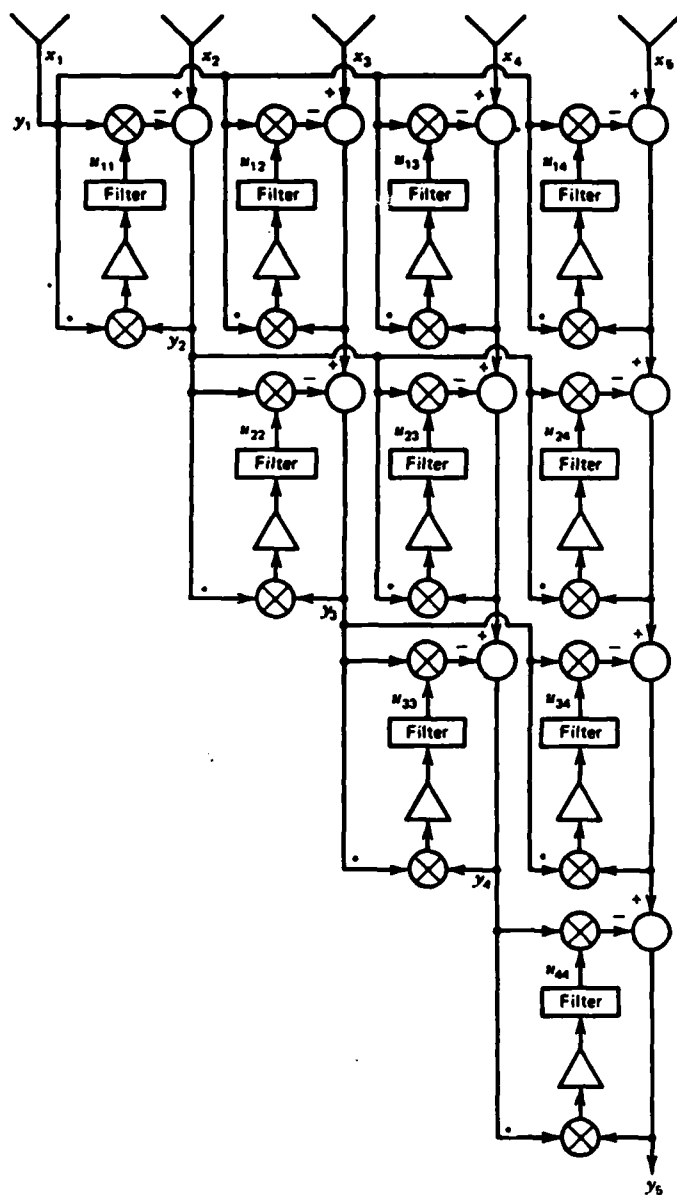 x₁ x₂ x₃ x₄ x₅
+ + + +
y₁ − − − −
u₁₁ u₁₂ u₁₃ u₁₄
Filter Filter Filter Filter
y₂ + + +
− − −
u₂₂ u₂₃ u₂₄
Filter Filter Filter
y₃ + +
− −
u₃₃ u₃₄
Filter Filter
y₄ +
−
u₄₄
Filter
y₅